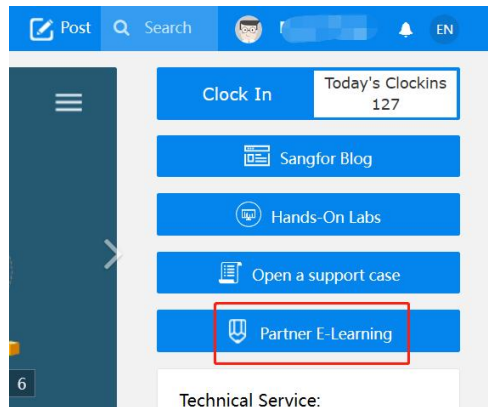 Post
Search
EN
Clock In
Today's Clockins
127
Sangfor Blog
Hands-On Labs
Open a support case
Partner E-Learning
6
Technical Service: